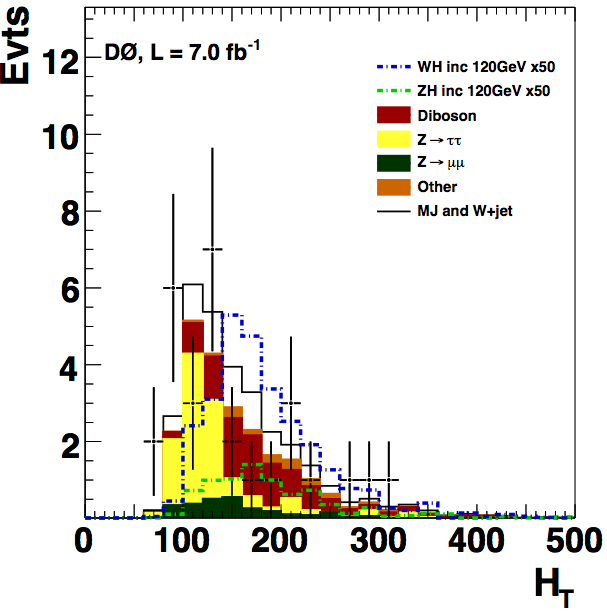 Evts
DØ, L = 7.0 fb⁻¹
WH inc 120GeV x50
ZH inc 120GeV x50
Diboson
Z→ττ
Z→μμ
Other
MJ and W+jet
12
10
8
6
4
2
0 100 200 300 400 500
H_T